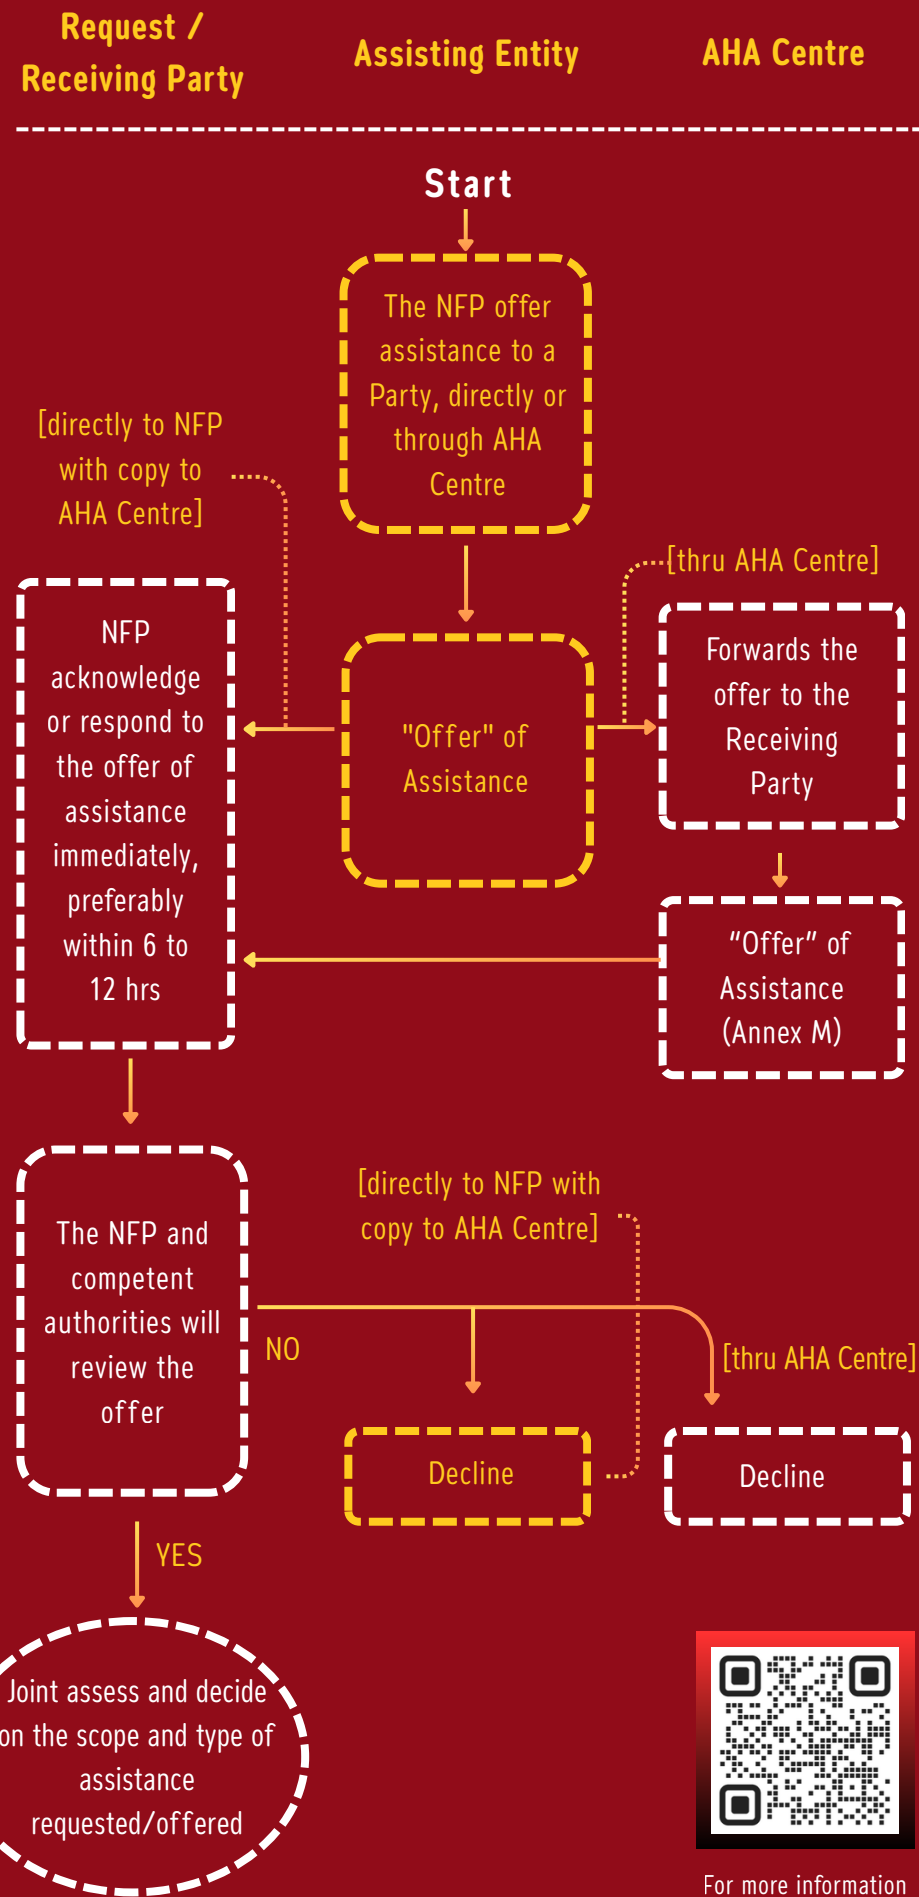 Request /
Receiving Party
Assisting Entity
AHA Centre
Start
The NFP offer
assistance to a
Party, directly or
through AHA
Centre
[directly to NFP
with copy to
AHA Centre]
[thru AHA Centre]
NFP
acknowledge
or respond to
the offer of
assistance
immediately,
preferably
within 6 to
12 hrs
"Offer" of
Assistance
Forwards the
offer to the
Receiving
Party
“Offer” of
Assistance
(Annex M)
The NFP and
competent
authorities will
review the
offer
[directly to NFP with
copy to AHA Centre]
NO
[thru AHA Centre]
Decline
Decline
YES
Joint assess and decide
on the scope and type of
assistance
requested/offered
For more information